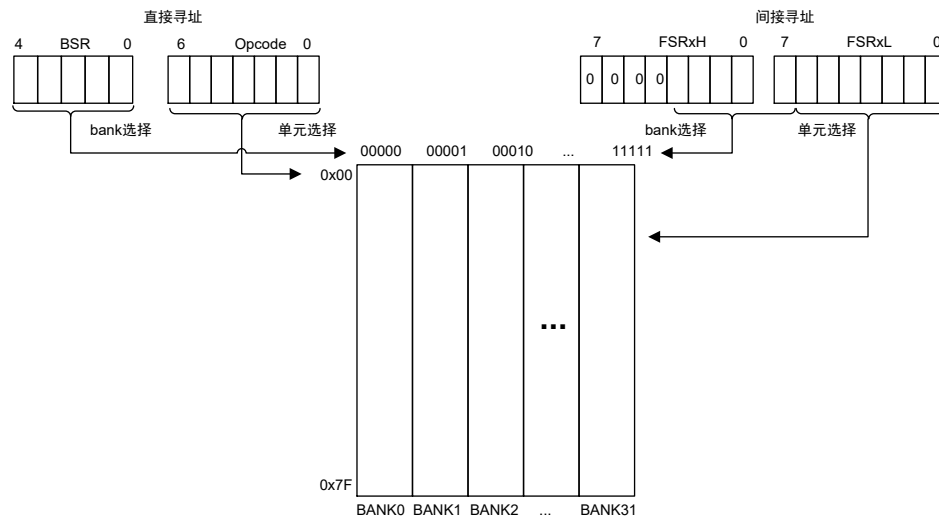 直接寻址 间接寻址
4 BSR 0 6 Opcode 0 7 FSRxH 0 7 FSRxL 0
0 0 0 0
bank选择 单元选择 bank选择 单元选择
00000 00001 00010 ... 11111
0x00
...
0x7F
BANK0 BANK1 BANK2 ... BANK31